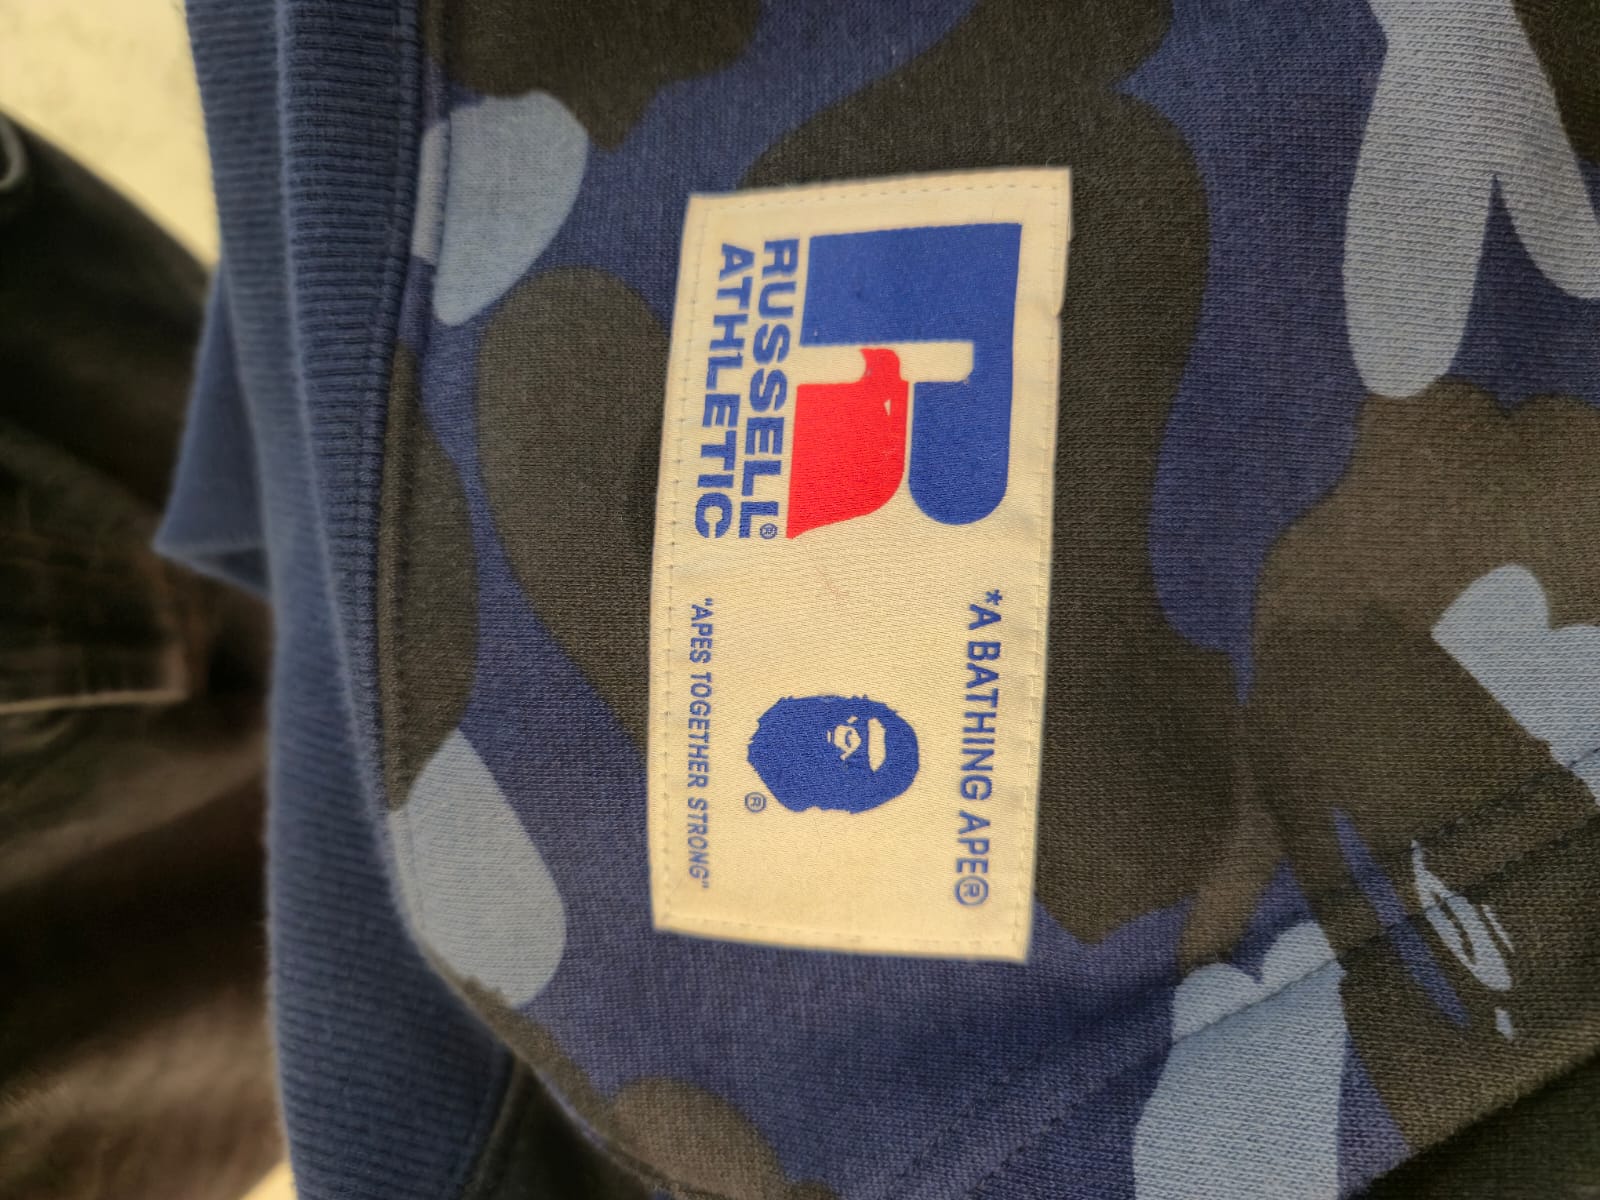 RUSSELL®
ATHLETIC
*A BATHING APE®
®
"APES TOGETHER STRONG"